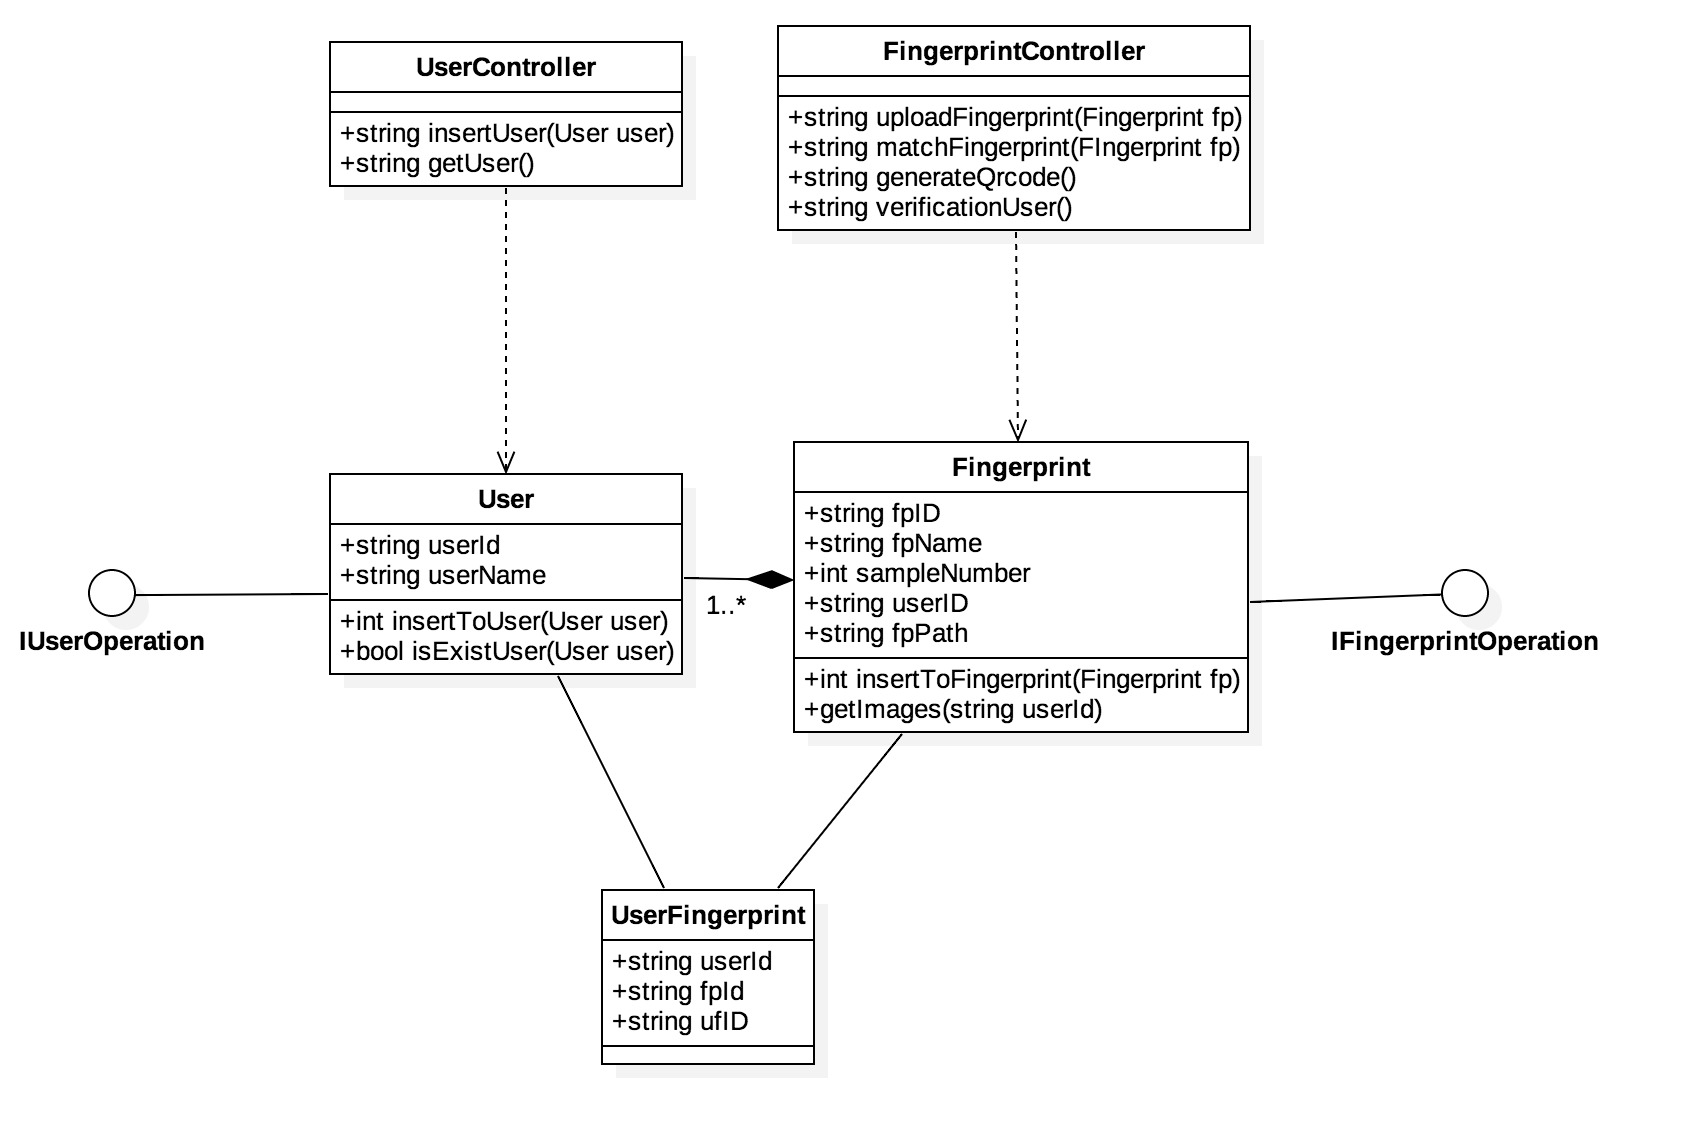 UserController
+string insertUser(User user)
+string getUser()
FingerprintController
+string uploadFingerprint(Fingerprint fp)
+string matchFingerprint(FIngerprint fp)
+string generateQrcode()
+string verificationUser()
User
+string userId
+string userName
+int insertToUser(User user)
+bool isExistUser(User user)
1..*
Fingerprint
+string fpID
+string fpName
+int sampleNumber
+string userID
+string fpPath
+int insertToFingerprint(Fingerprint fp)
+getImages(string userId)
IUserOperation
IFingerprintOperation
UserFingerprint
+string userId
+string fpId
+string ufID